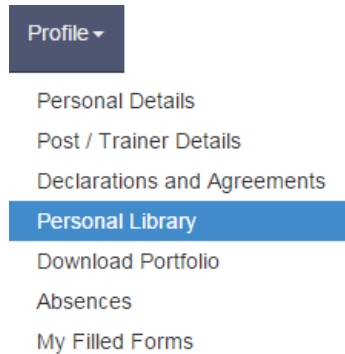 Profile
Personal Details
Post / Trainer Details
Declarations and Agreements
Personal Library
Download Portfolio
Absences
My Filled Forms